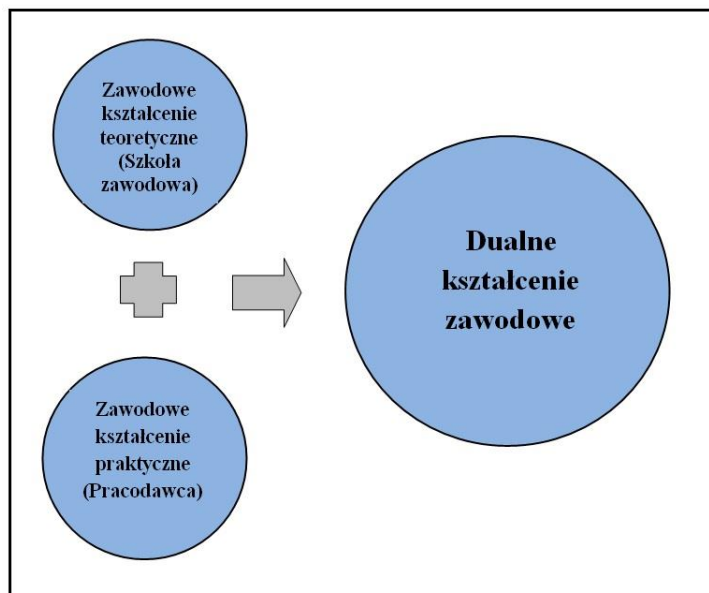 Zawodowe
kształcenie
teoretyczne
(Szkoła
zawodowa)
Zawodowe
kształcenie
praktyczne
(Pracodawca)
Dualne
kształcenie
zawodowe